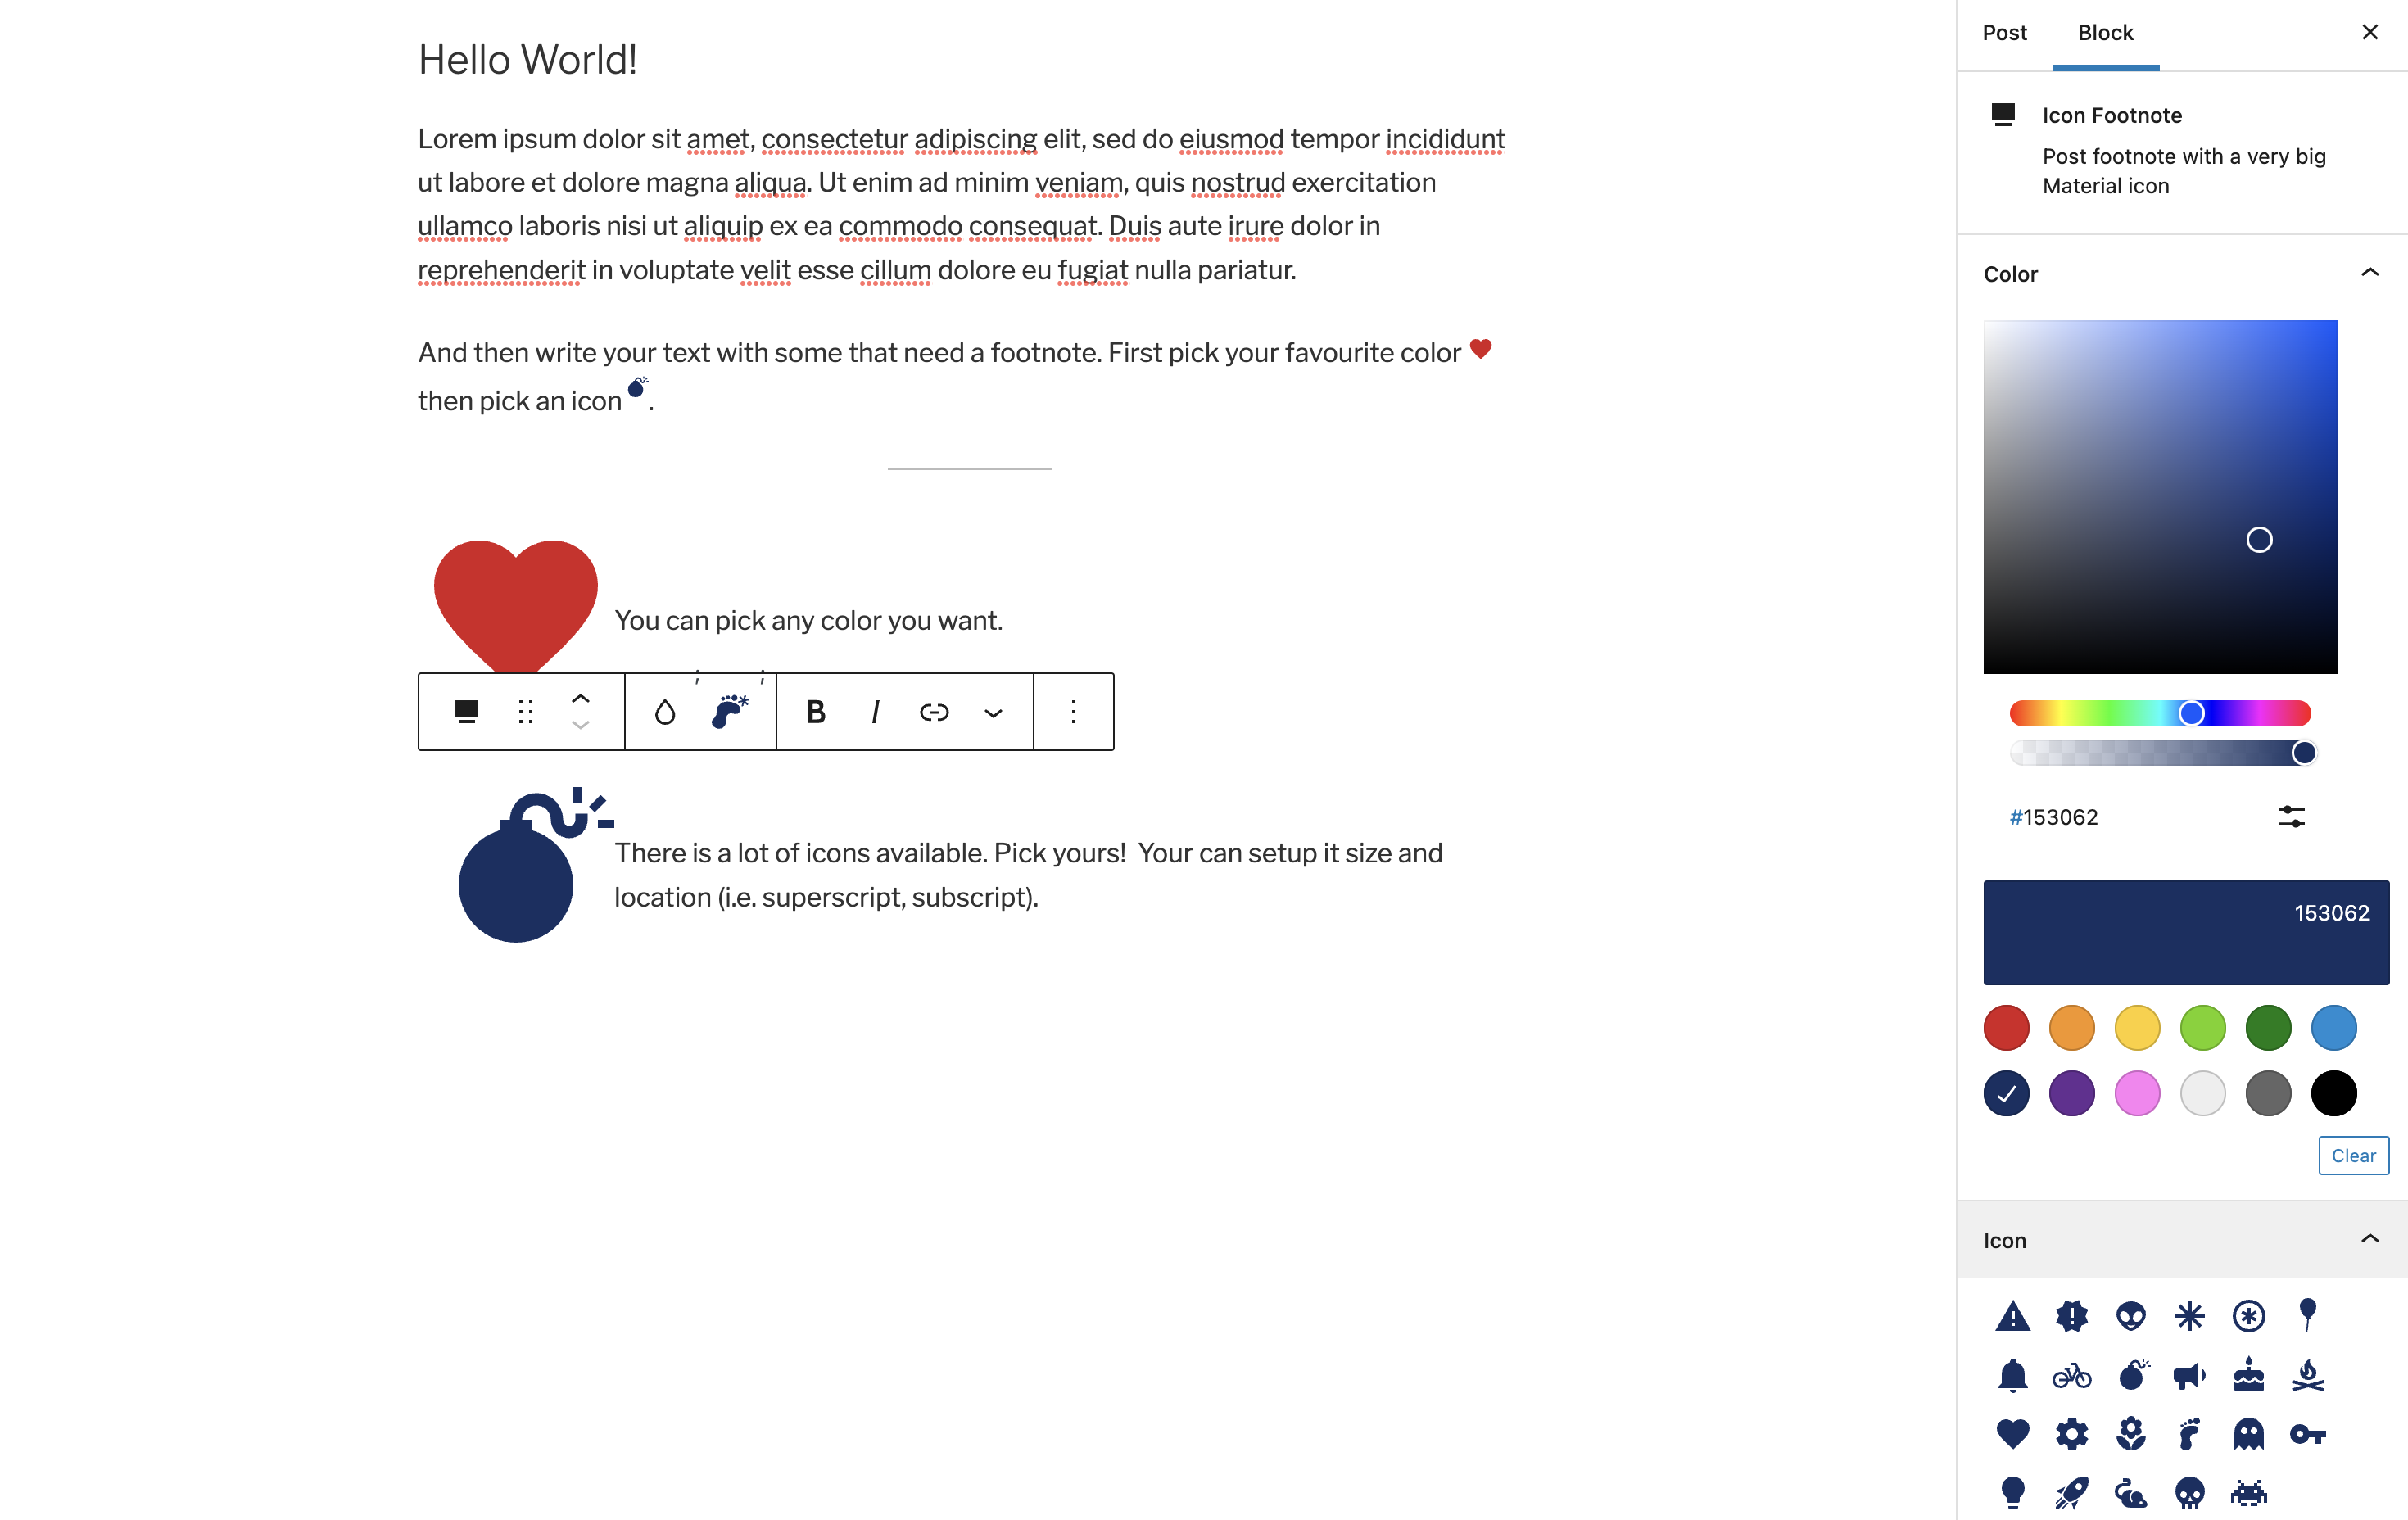 Hello World!
Lorem ipsum dolor sit amet, consectetur adipiscing elit, sed do eiusmod tempor incididunt
ut labore et dolore magna aliqua. Ut enim ad minim veniam, quis nostrud exercitation
ullamco laboris nisi ut aliquip ex ea commodo consequat. Duis aute irure dolor in
reprehenderit in voluptate velit esse cillum dolore eu fugiat nulla pariatur.
And then write your text with some that need a footnote. First pick your favourite color
then pick an icon .
You can pick any color you want.
B I
There is a lot of icons available. Pick yours!  Your can setup it size and
location (i.e. superscript, subscript).
Post Block
Icon Footnote
Post footnote with a very big
Material icon
Color
#153062
153062
Clear
Icon